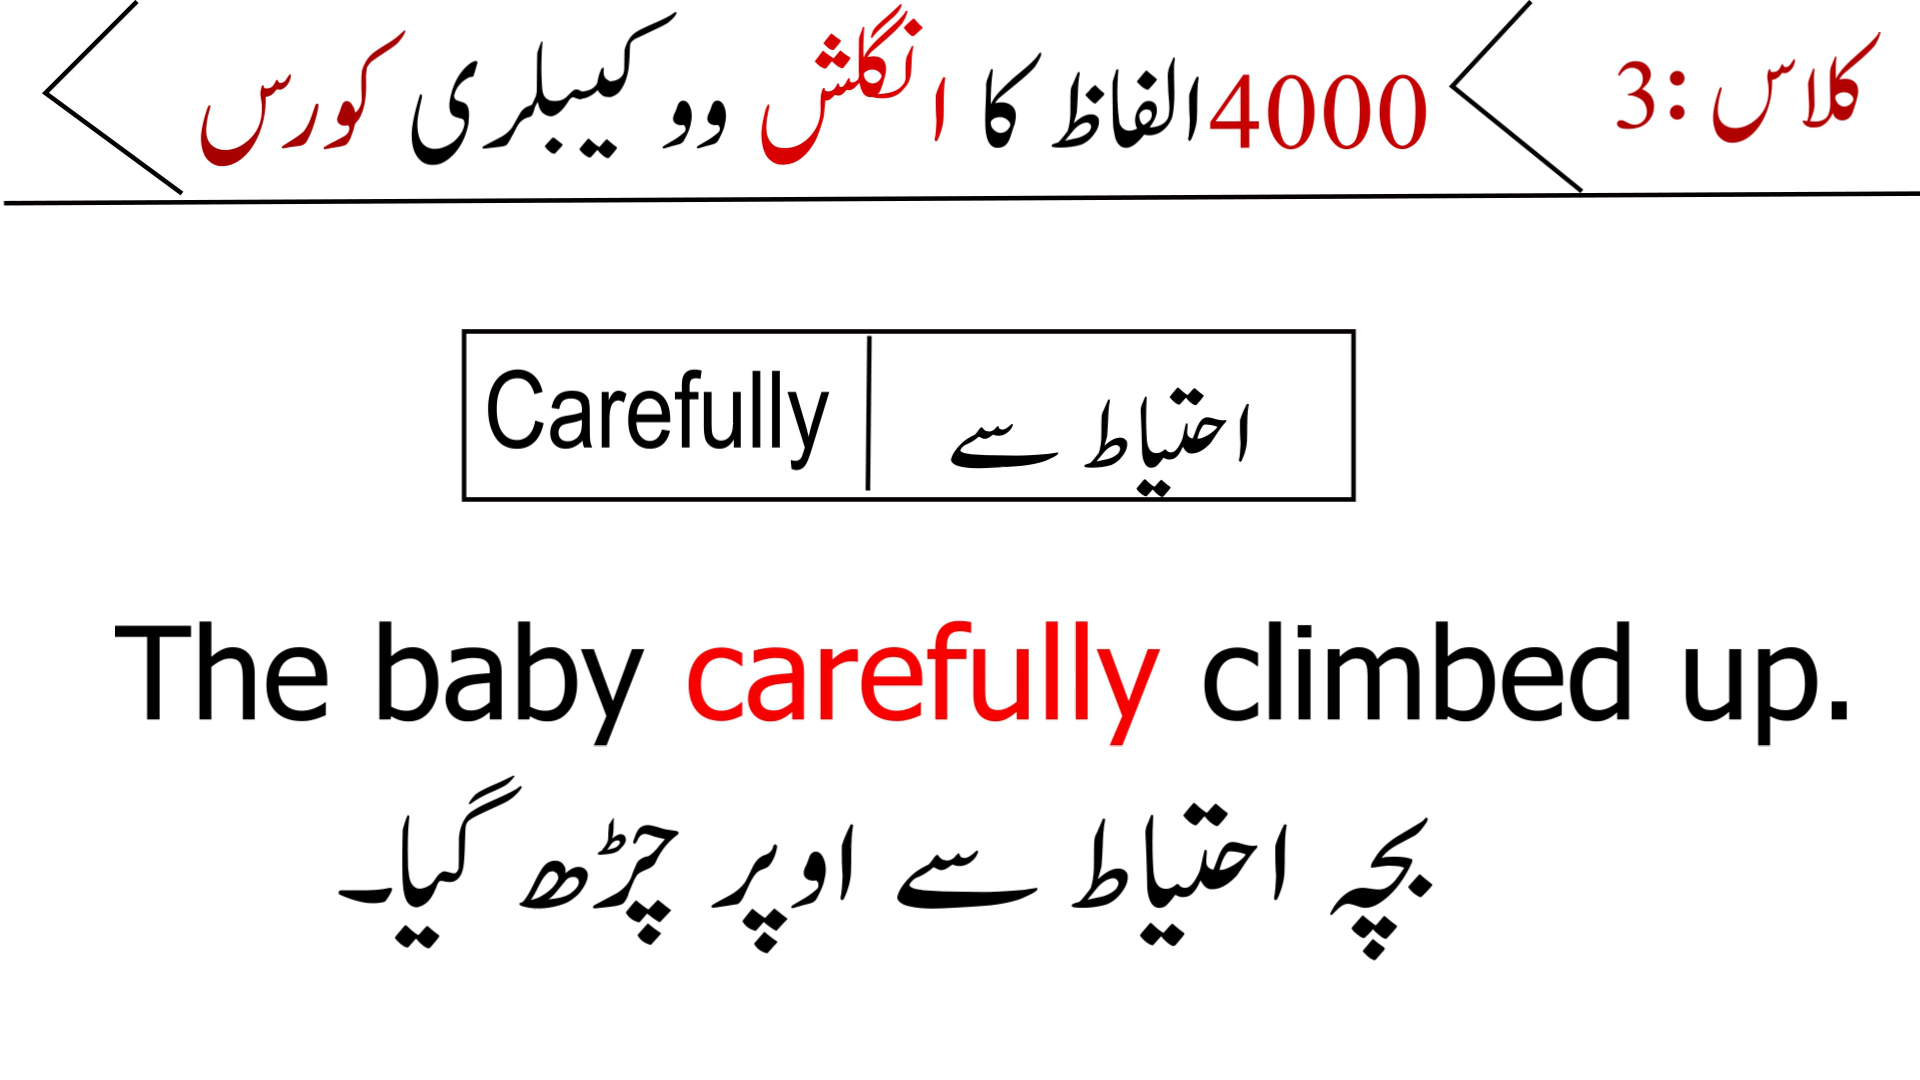 کلاس :3
4000الفاظ کا انگلش ووکیبلری کورس
Carefully
احتیاط سے
The baby carefully climbed up.
بچہ احتیاط سے اوپر چڑھ گیا۔